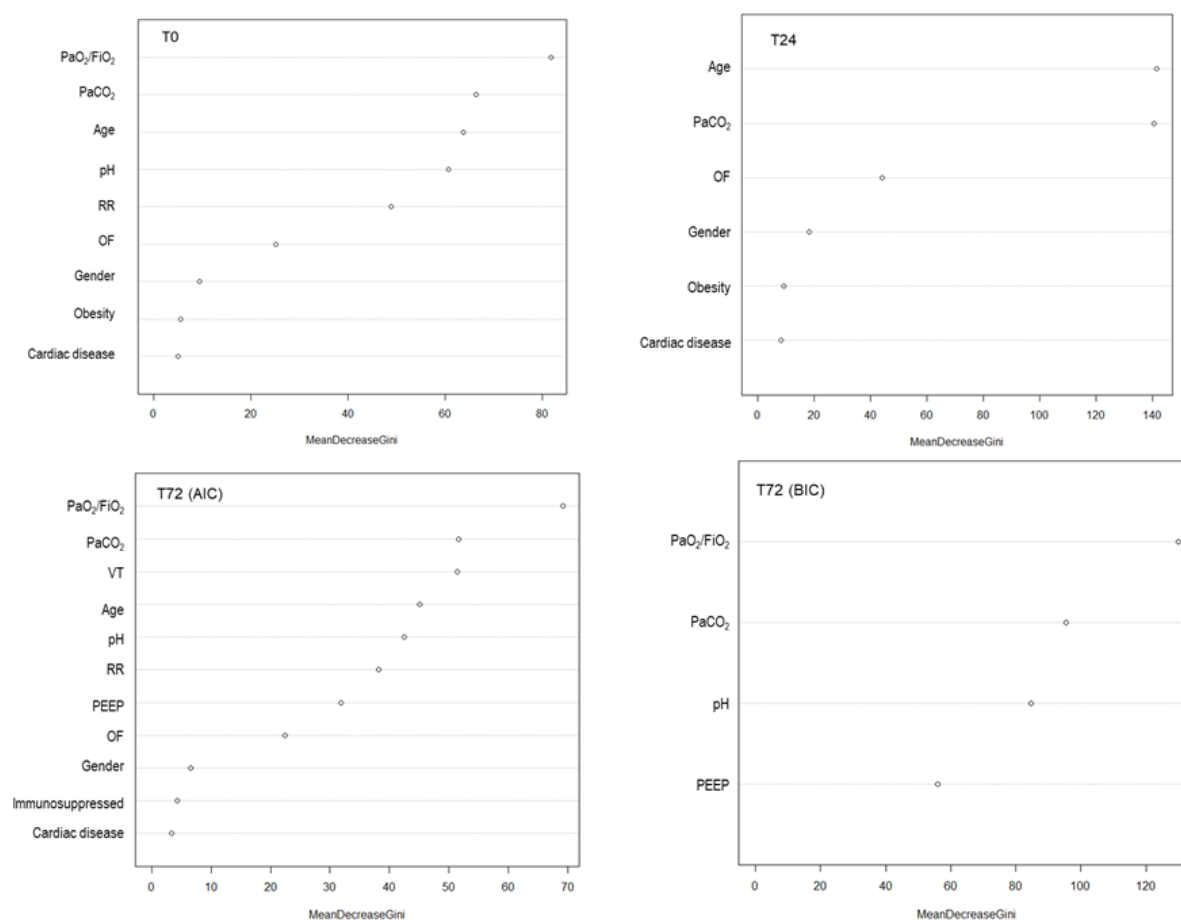 T0
PaO₂/FiO₂
PaCO₂
Age
pH
RR
OF
Gender
Obesity
Cardiac disease
0 20 40 60 80
MeanDecreaseGini
T24
Age
PaCO₂
OF
Gender
Obesity
Cardiac disease
0 20 40 60 80 100 120 140
MeanDecreaseGini
T72 (AIC)
PaO₂/FiO₂
PaCO₂
VT
Age
pH
RR
PEEP
OF
Gender
Immunosuppressed
Cardiac disease
0 10 20 30 40 50 60 70
MeanDecreaseGini
T72 (BIC)
PaO₂/FiO₂
PaCO₂
pH
PEEP
0 20 40 60 80 100 120
MeanDecreaseGini